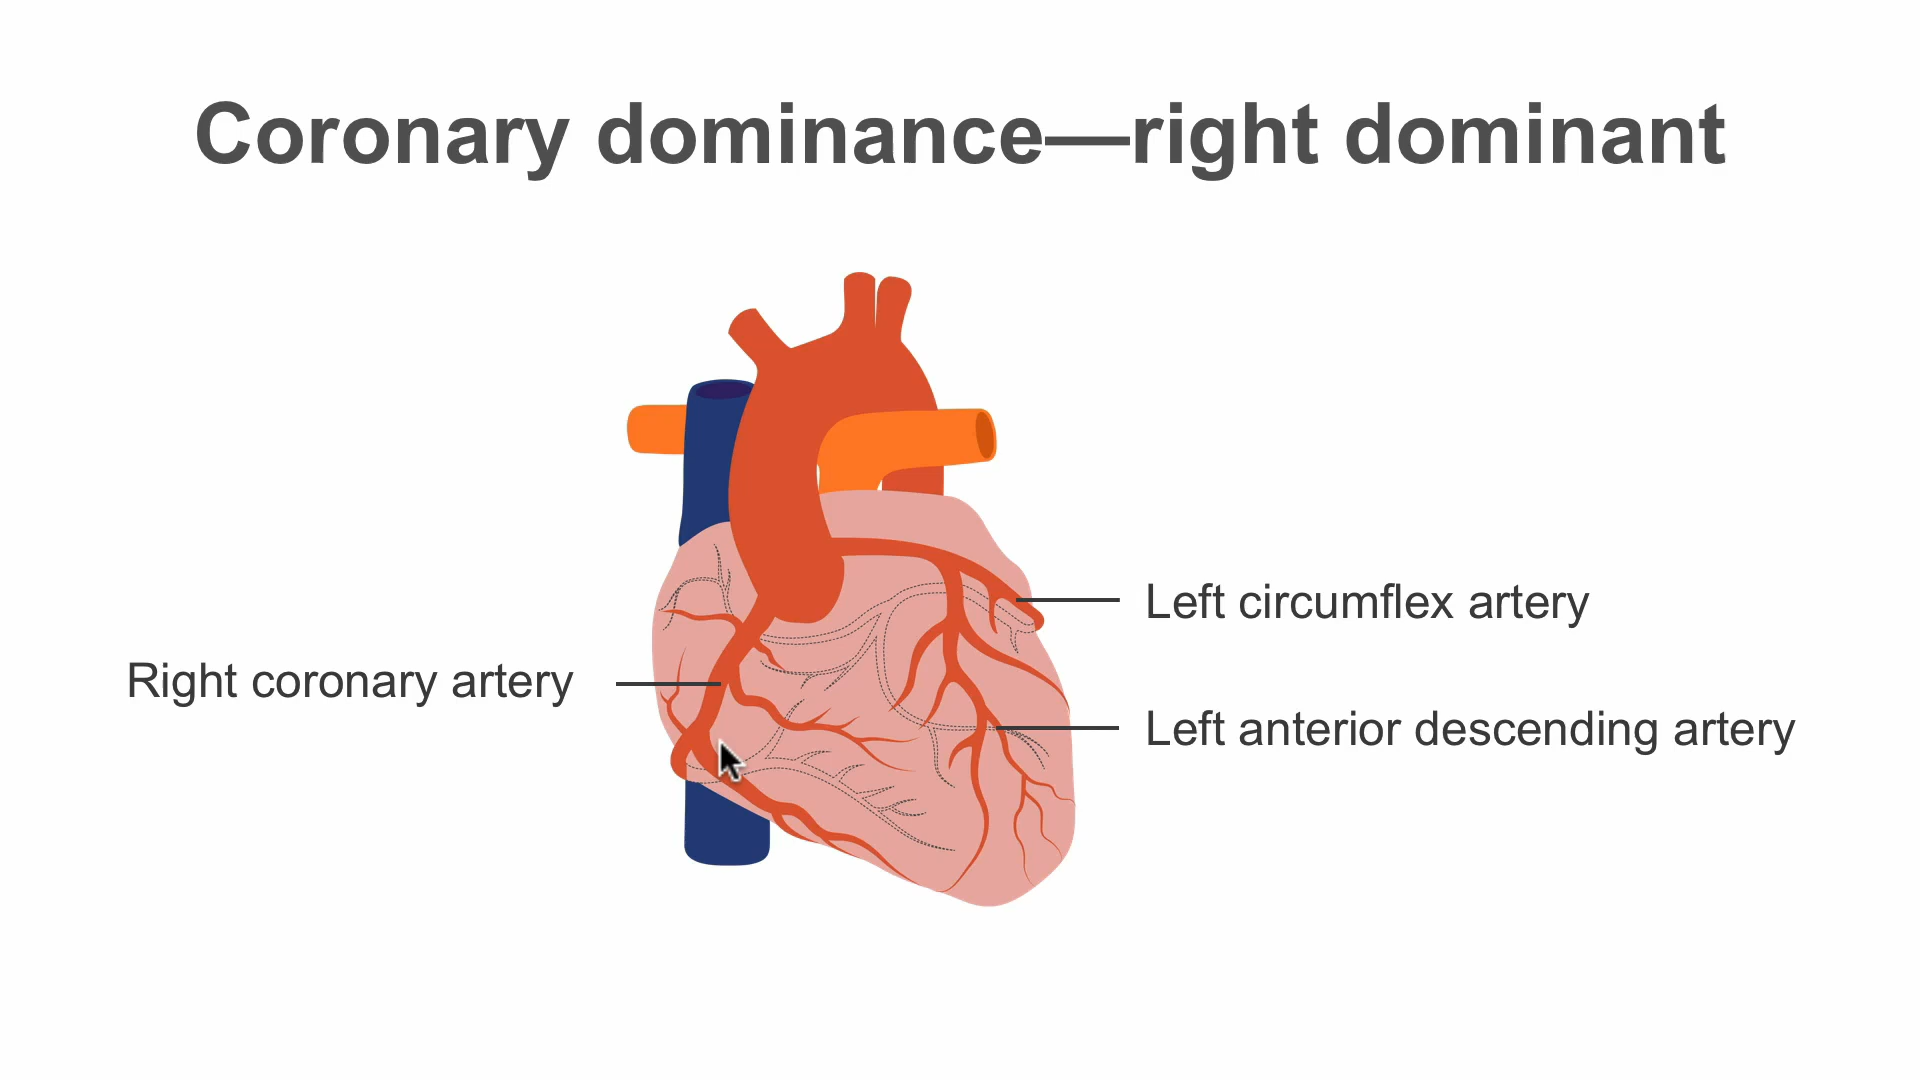 Coronary dominance—right dominant
Left circumflex artery
Right coronary artery
Left anterior descending artery